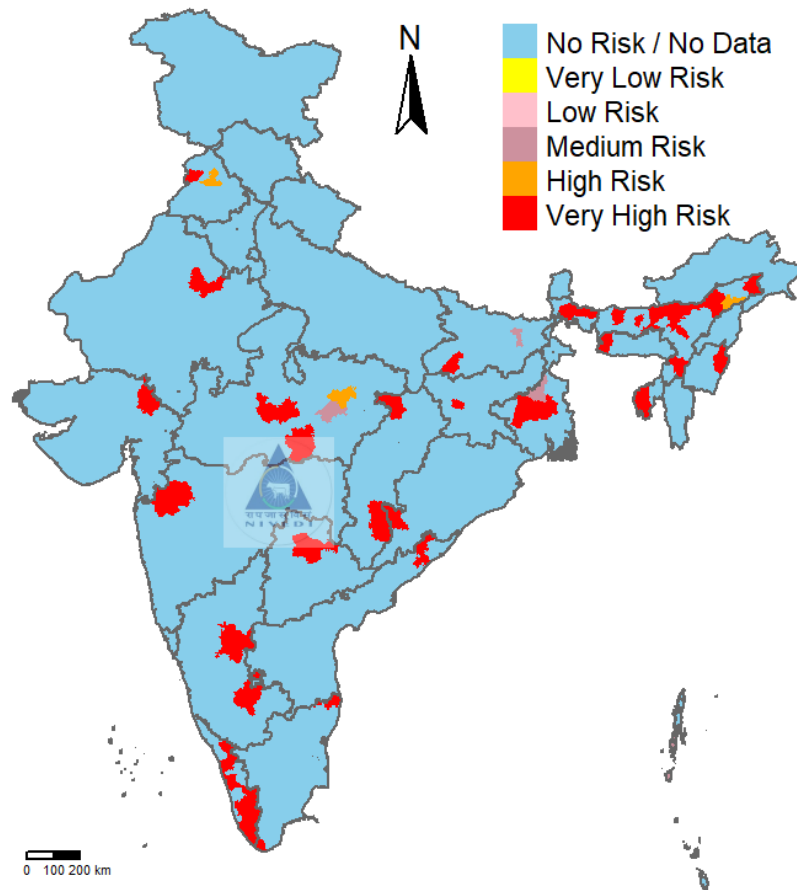 N
No Risk / No Data
Very Low Risk
Low Risk
Medium Risk
High Risk
Very High Risk
NIVEDI
0 100 200 km